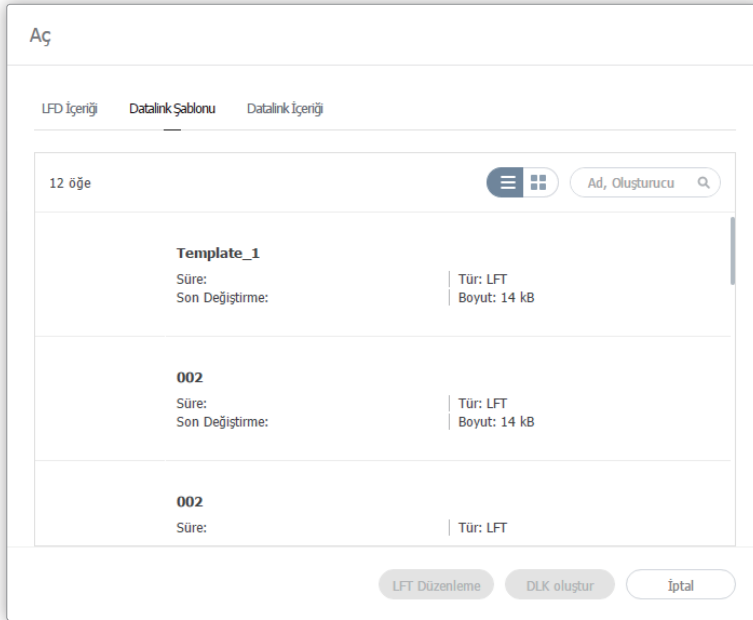 Aç
LFD İçeriği Datalink Şablonu Datalink İçeriği
12 öğe Ad, Oluşturucu
Template_1
Süre: Tür: LFT
Son Değiştirme: Boyut: 14 kB
002
Süre: Tür: LFT
Son Değiştirme: Boyut: 14 kB
002
Süre: Tür: LFT
LFT Düzenleme DLK oluştur İptal